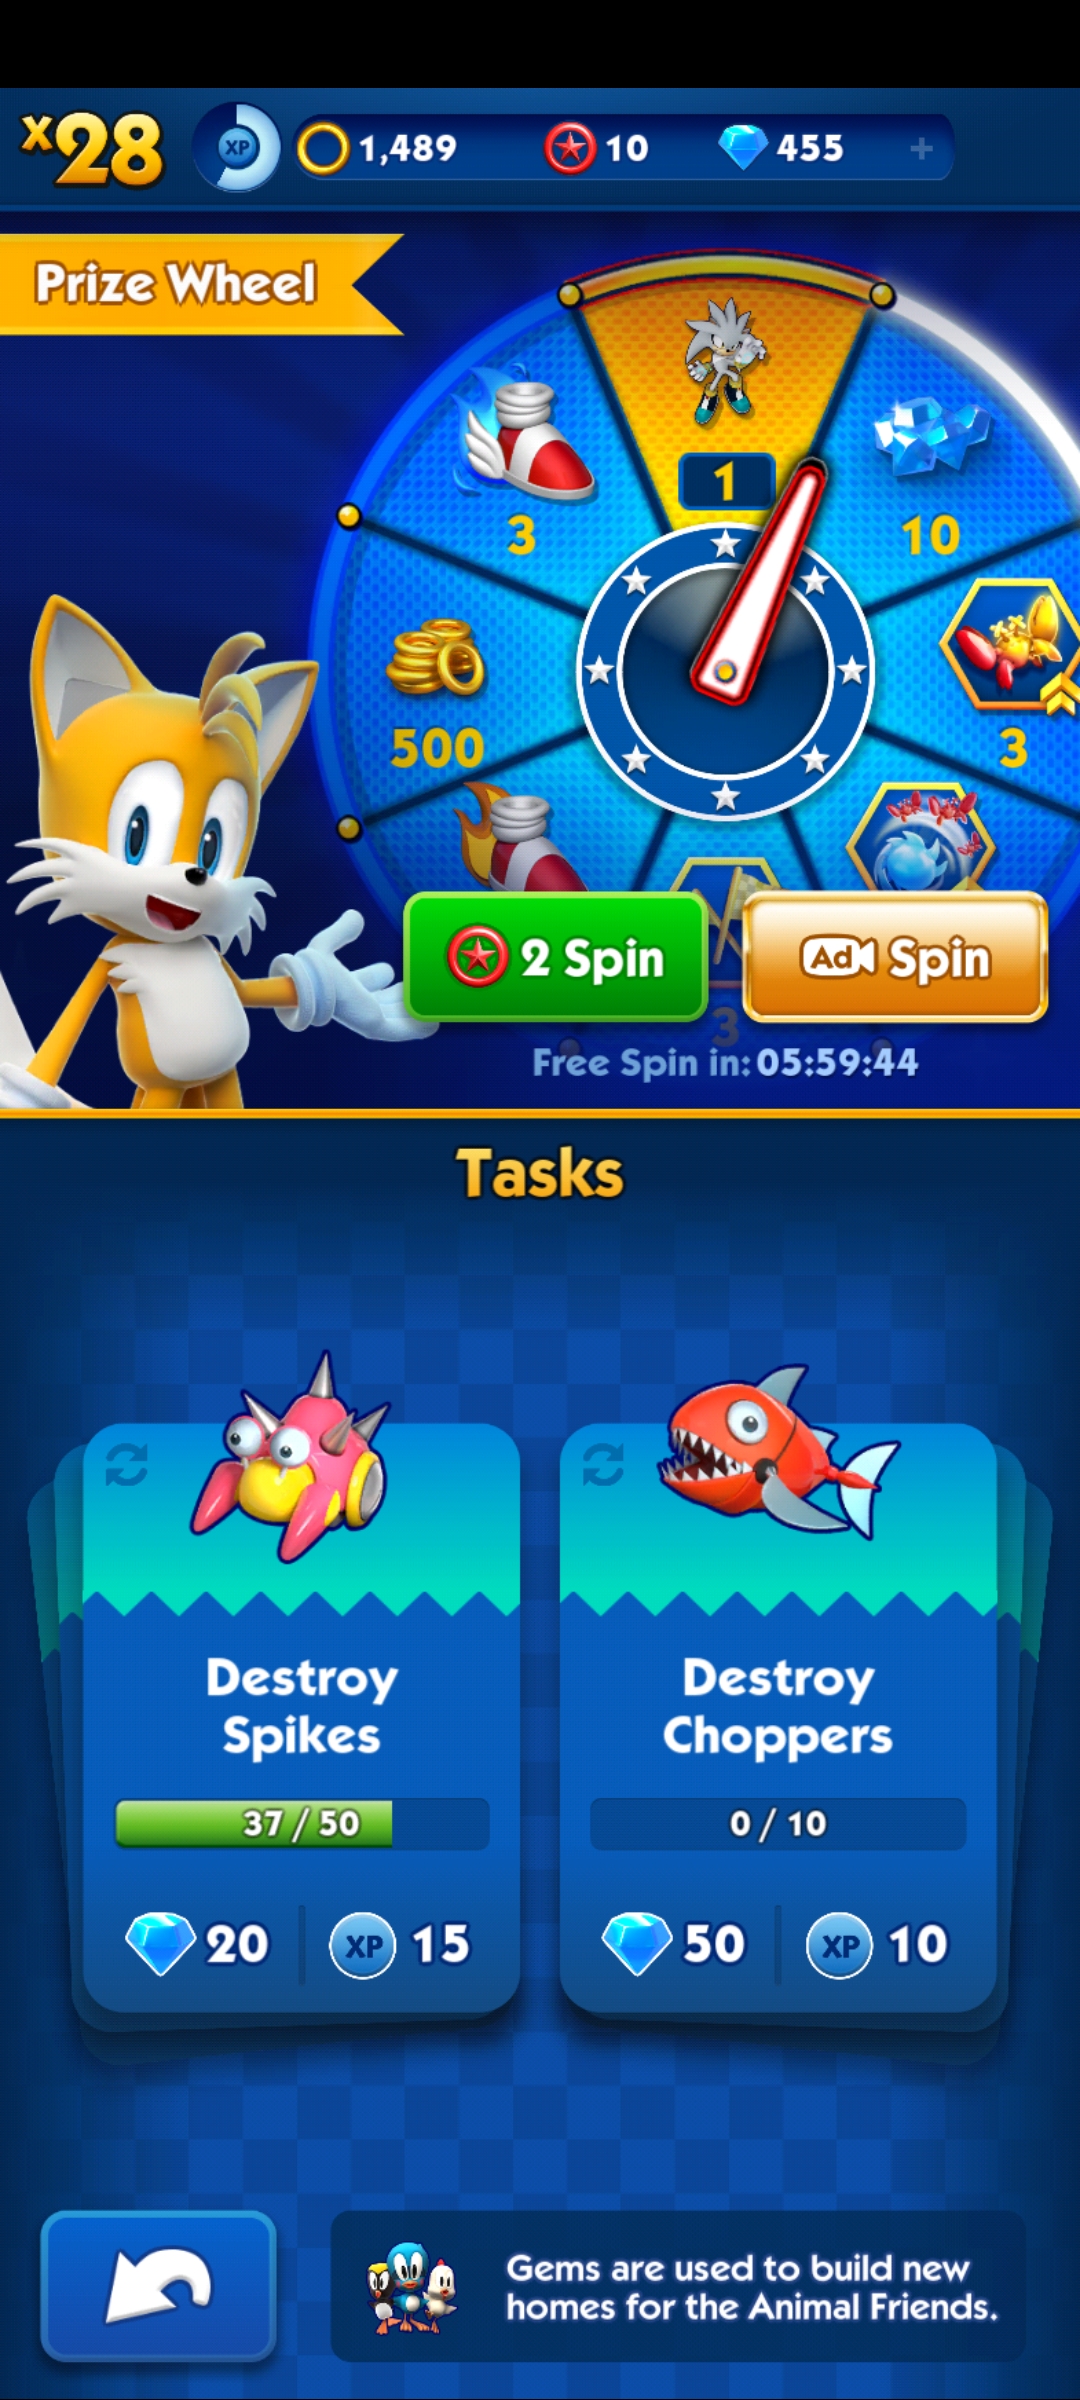 x28
XP
1,489
10
455
+
Prize Wheel
1
3
10
500
3
2 Spin
Ad Spin
3
Free Spin in: 05:59:44
Tasks
Destroy
Spikes
37 / 50
20
XP 15
Destroy
Choppers
0 / 10
50
XP 10
Gems are used to build new
homes for the Animal Friends.